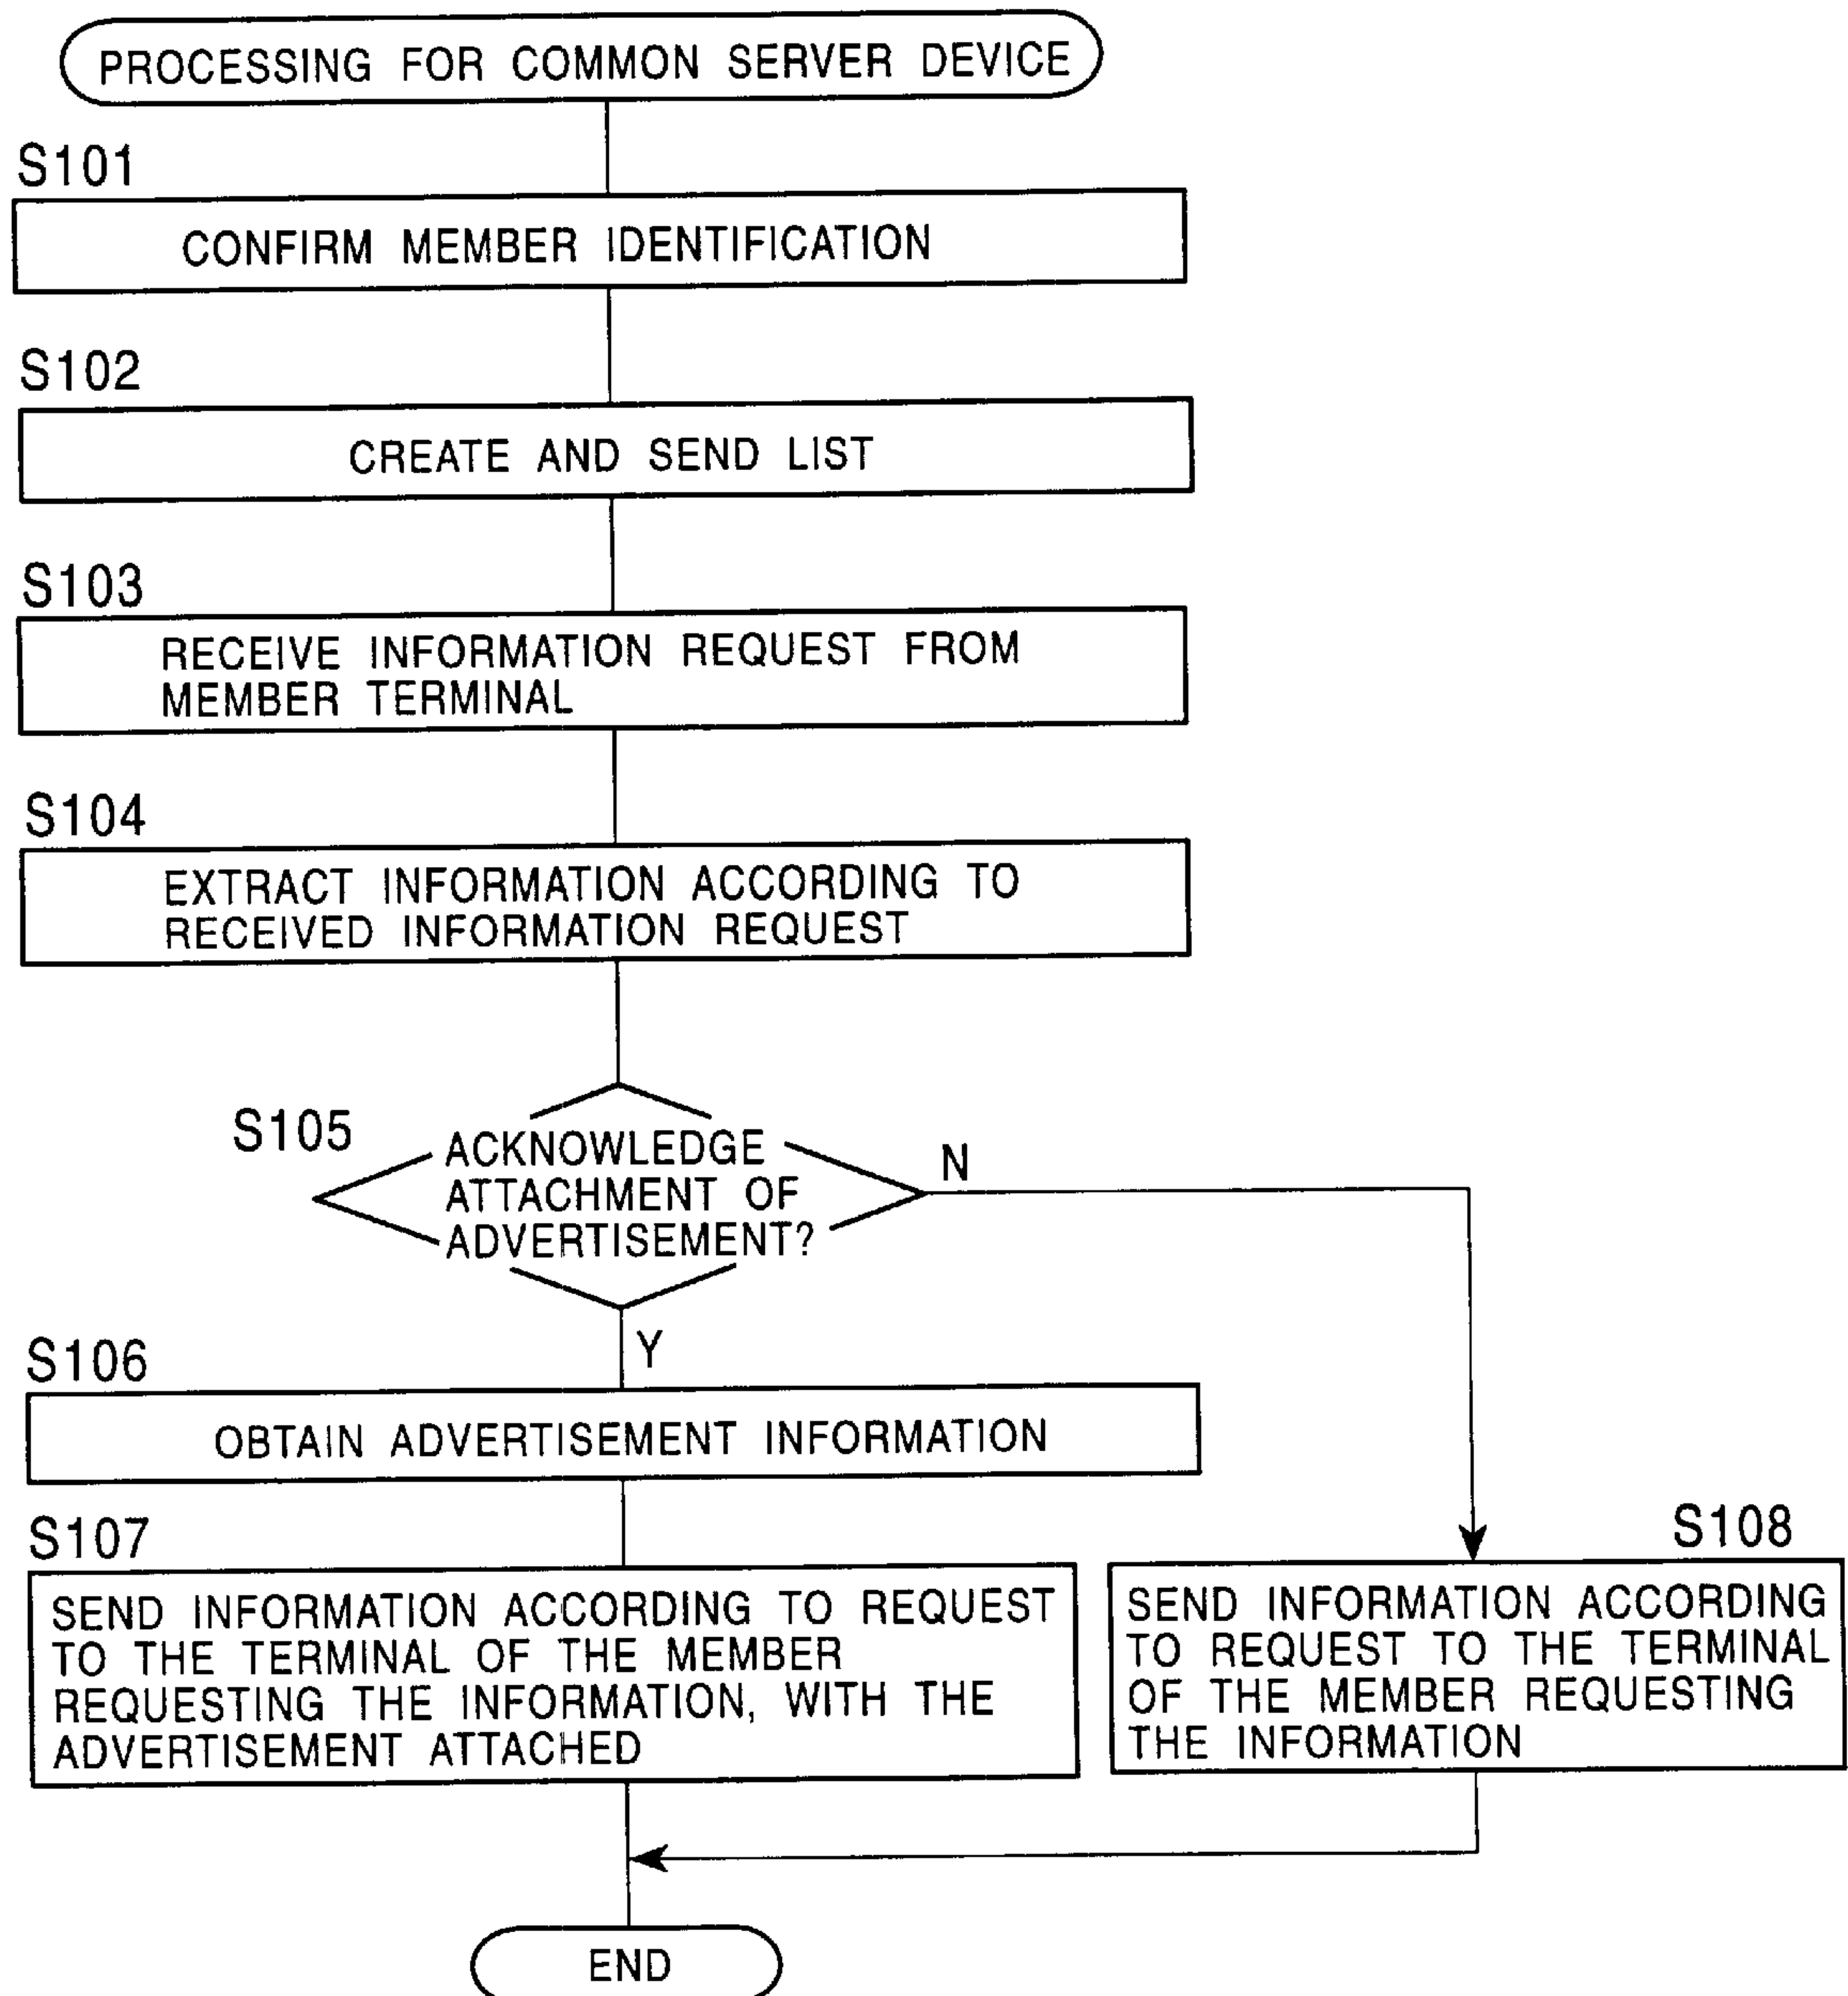 PROCESSING FOR COMMON SERVER DEVICE
S101
CONFIRM MEMBER IDENTIFICATION
S102
CREATE AND SEND LIST
S103
RECEIVE INFORMATION REQUEST FROM
MEMBER TERMINAL
S104
EXTRACT INFORMATION ACCORDING TO
RECEIVED INFORMATION REQUEST
S105
ACKNOWLEDGE
ATTACHMENT OF
ADVERTISEMENT?
N
Y
S106
OBTAIN ADVERTISEMENT INFORMATION
S107
SEND INFORMATION ACCORDING TO REQUEST
TO THE TERMINAL OF THE MEMBER
REQUESTING THE INFORMATION, WITH THE
ADVERTISEMENT ATTACHED
S108
SEND INFORMATION ACCORDING
TO REQUEST TO THE TERMINAL
OF THE MEMBER REQUESTING
THE INFORMATION
END